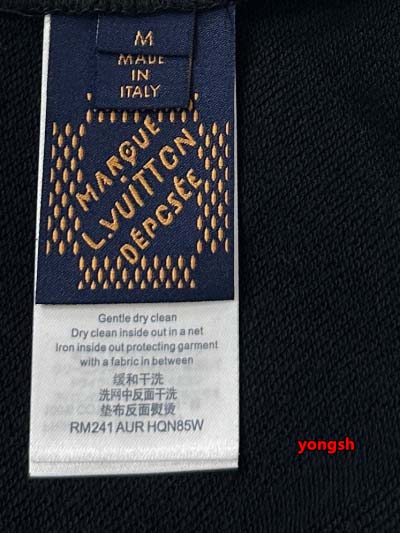 M
MADE
IN
ITALY
MARQUE
L.VUITTON
DÉPOSÉE
Gentle dry clean
Dry clean inside out in a net
Iron inside out protecting garment
with a fabric in between
缓和干洗
洗网中反面干洗
垫布反面熨烫
RM241 AUR HQN85W
yongsh